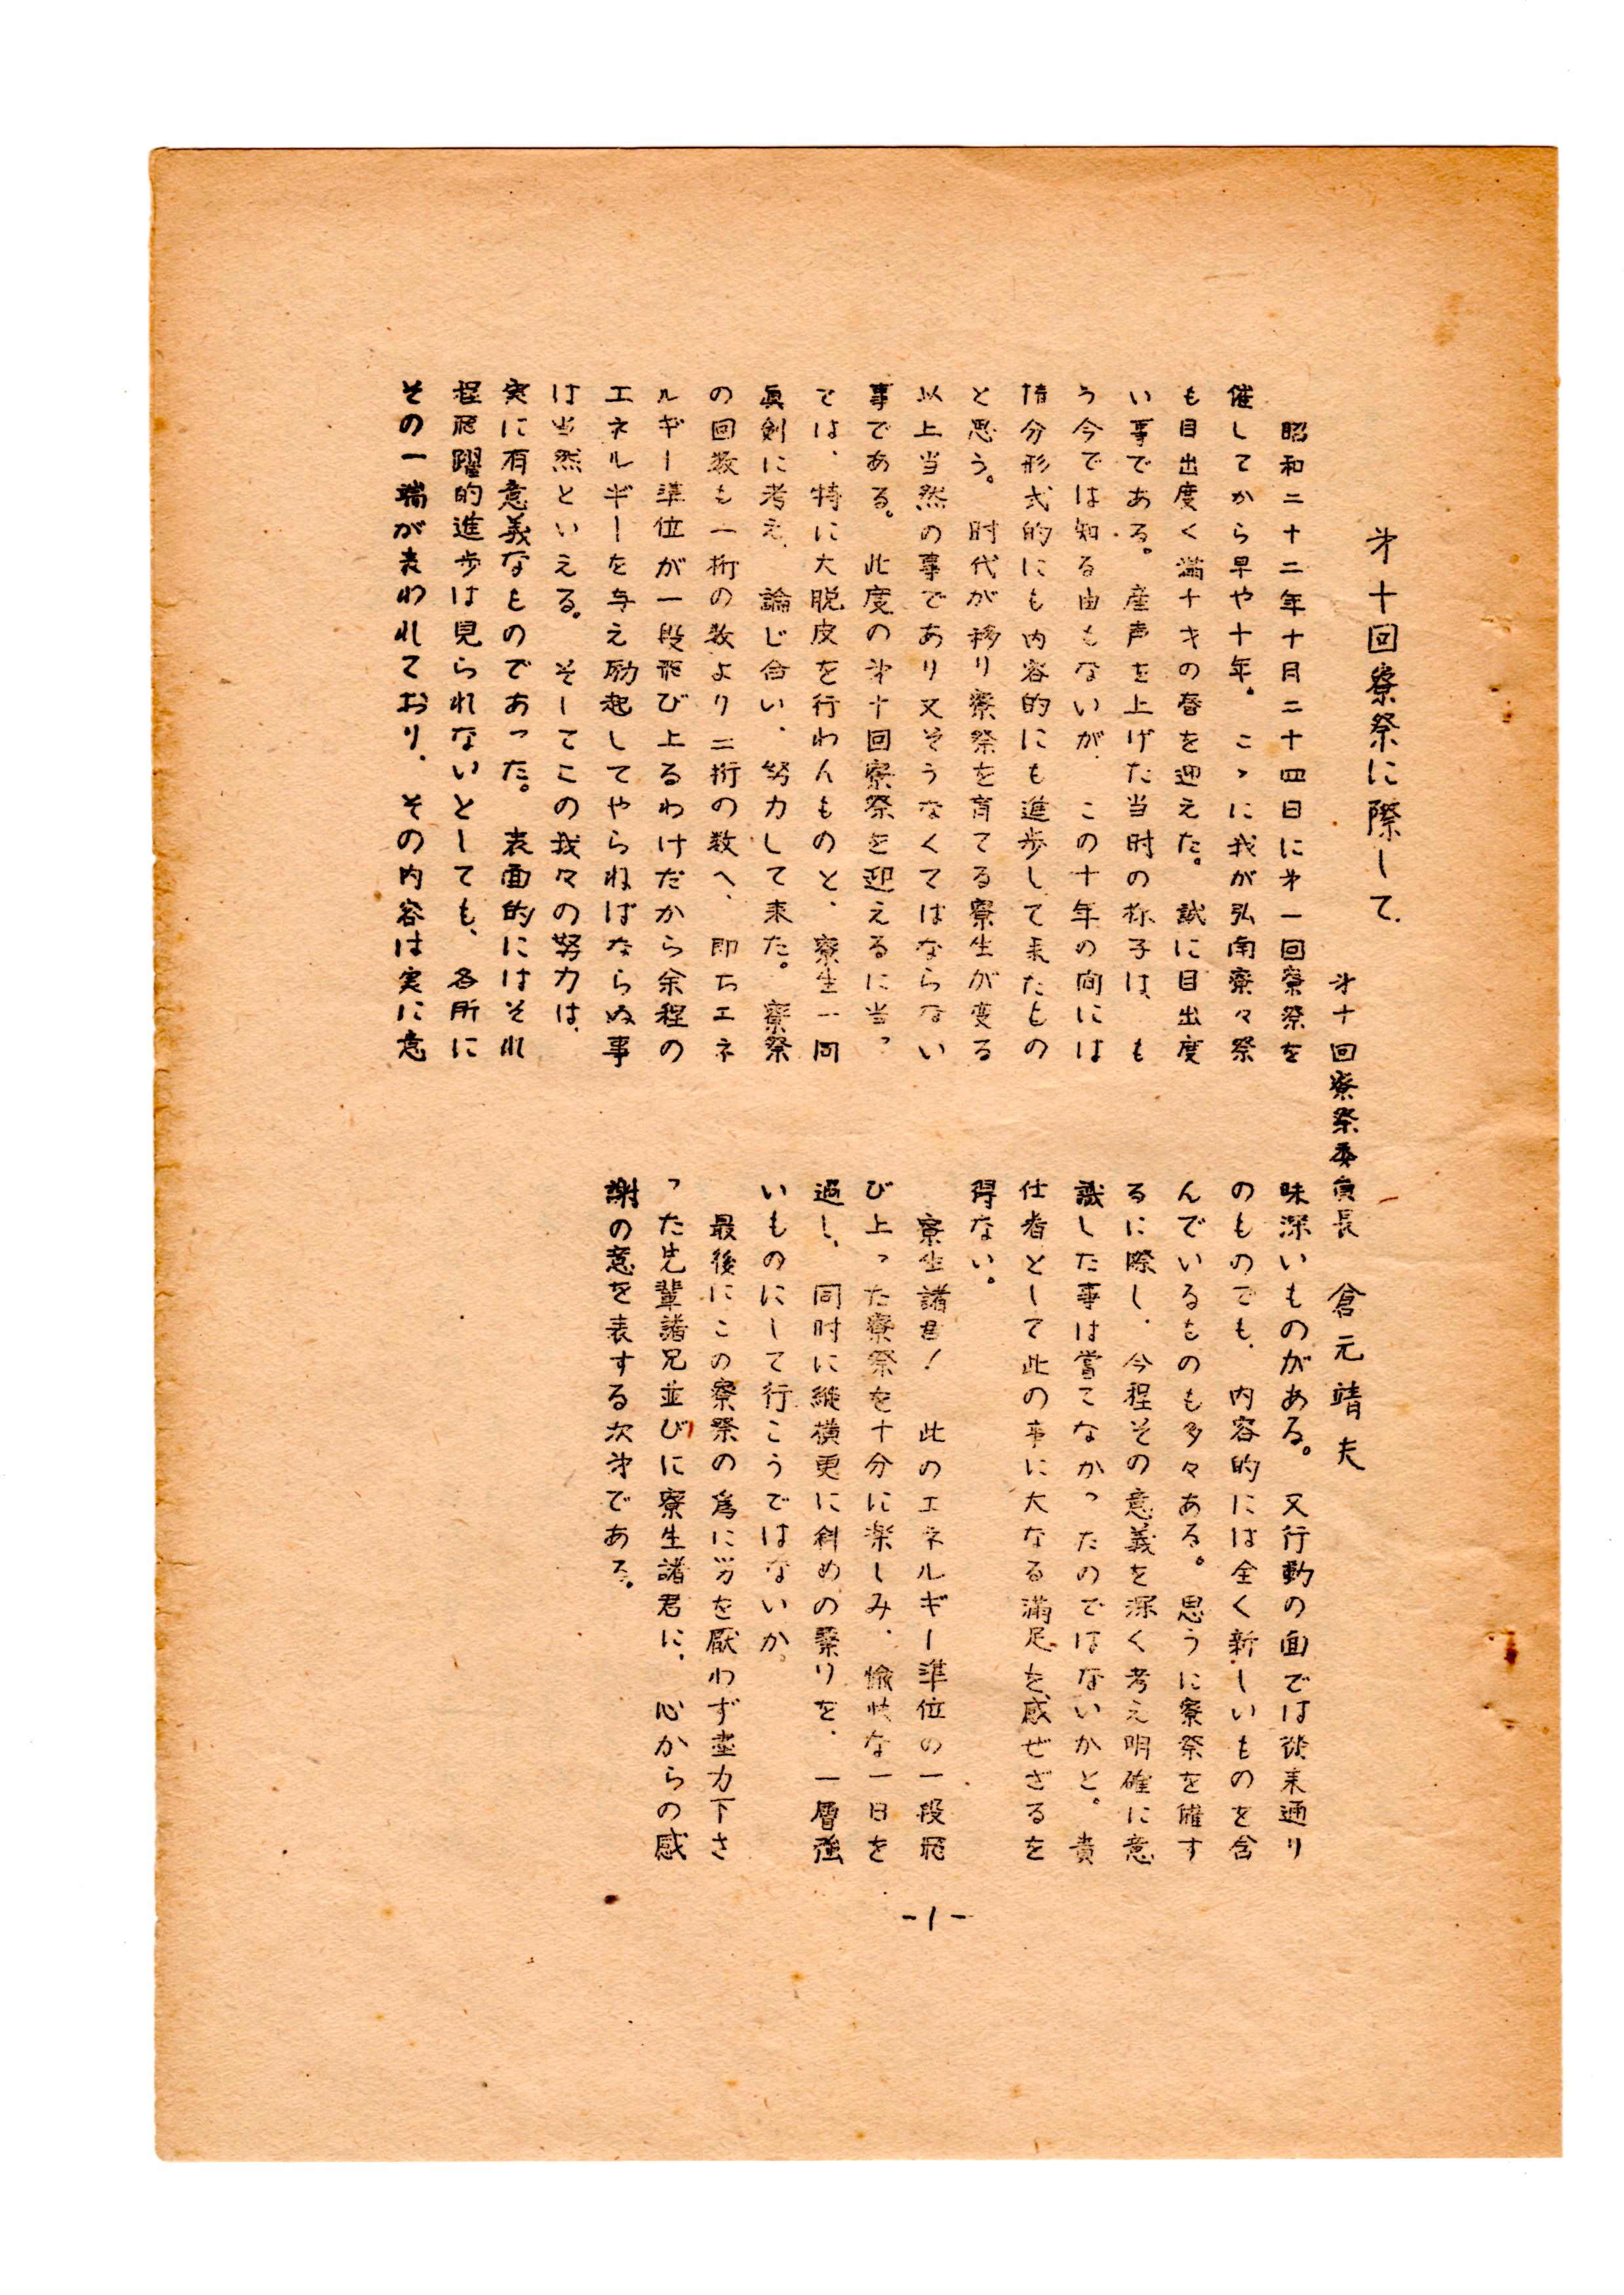 才十回寮祭に際して、
才十回寮祭委員長　倉元靖夫
昭和二十二年十月二十四日に才一回寮祭を
催してから早や十年。こゝに我が弘南寮々祭
も目出度く満十才の春を迎えた。誠に目出度
い事である。産声を上げた当时の様子は、も
う今では知る由もないが、この十年の间には
情分形式的にも内容的にも進歩して来たもの
と思う。时代が移り寮祭を育てる寮生が変る
以上当然の事であり又そうなくてはならない
事である。此度の才十回寮祭を迎えるに当っ
ては、特に大脱皮を行わんものと、寮生一同
眞剣に考え、論じ合い、努力して来た。寮祭
の回数も一桁の数より二桁の数へ、即ちエネ
ルギー準位が一段飛び上るわけだから余程の
エネルギーを与え励起してやらねばならぬ事
は当然といえる。そしてこの我々の努力は、
実に有意義なものであった。表面的にはそれ
程飛躍的進歩は見られないとしても、各所に
その一端が表われており、その内容は実に意
味深いものがある。又行動の面では従来通り
のものでも、内容的には全く新しいものを含
んでいるものも多々ある。思うに寮祭を催す
るに際し、今程その意義を深く考え明確に意
識した事は嘗てなかったのではないかと。責
仕者として此の事に大なる満足を感ぜざるを
得ない。
寮生諸君！　此のエネルギー準位の一段飛
び上った寮祭を十分に楽しみ、愉快な一日を
過し、同时に縦横更に斜めの繋りを、一層強
いものにして行こうではないか。
最後にこの寮祭の為に労を厭わず盡力下さ
った先輩諸兄並びに寮生諸君に、心からの感
謝の意を表する次才である。
-1-